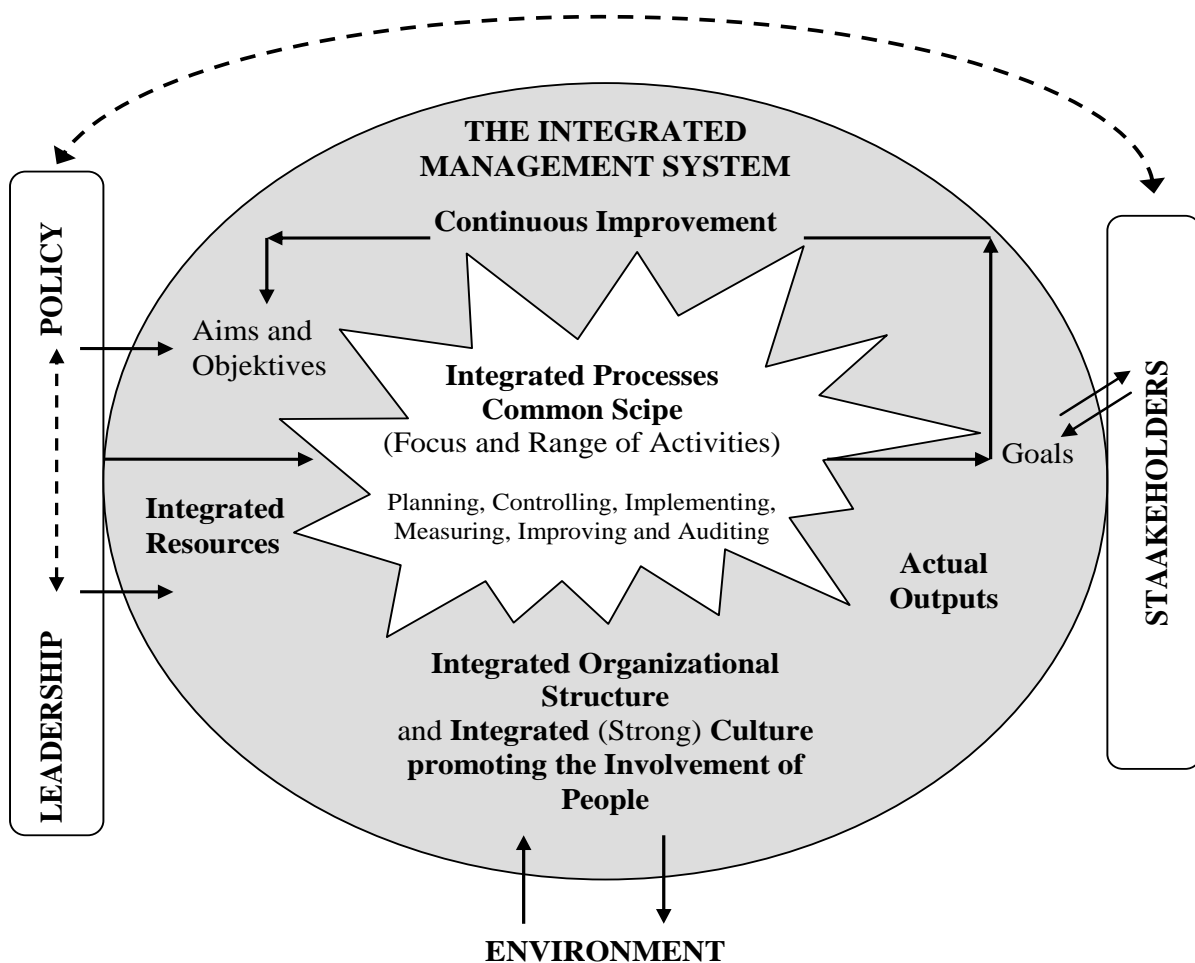 THE INTEGRATED
MANAGEMENT SYSTEM
Continuous Improvement
POLICY
LEADERSHIP
Aims and
Objektives
Integrated Processes
Common Scipe
(Focus and Range of Activities)
Planning, Controlling, Implementing,
Measuring, Improving and Auditing
Goals
STAAKEHOLDERS
Integrated
Resources
Actual
Outputs
Integrated Organizational
Structure
and Integrated (Strong) Culture
promoting the Involvement of
People
ENVIRONMENT